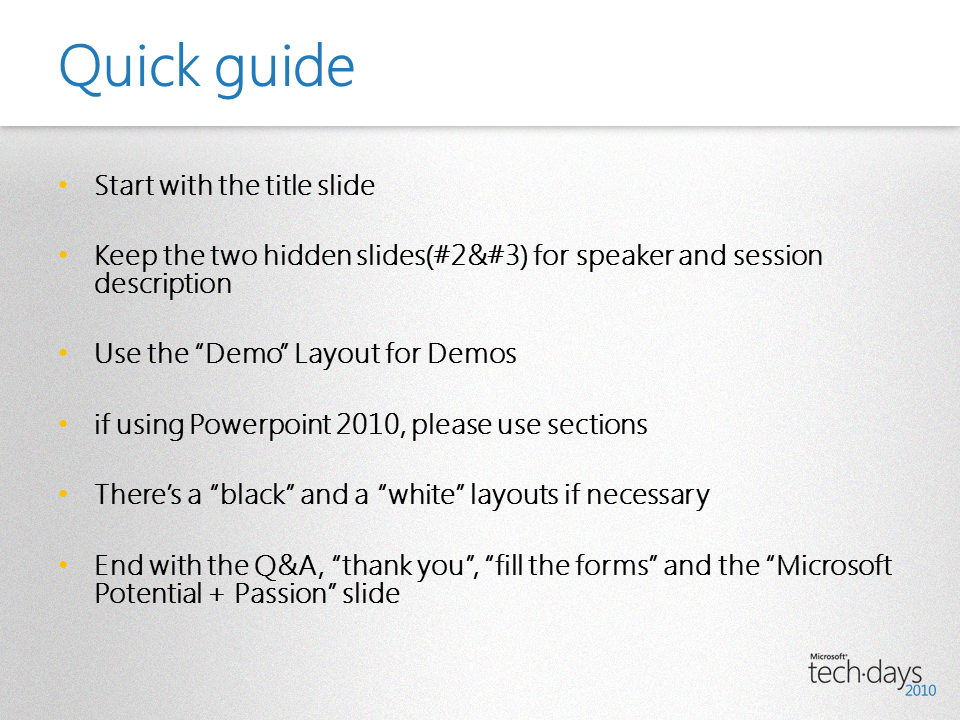 Quick guide
• Start with the title slide
• Keep the two hidden slides(#2&#3) for speaker and session
description
• Use the “Demo” Layout for Demos
• if using Powerpoint 2010, please use sections
• There’s a “black” and a “white” layouts if necessary
• End with the Q&A, “thank you”, “fill the forms” and the “Microsoft
Potential + Passion” slide
Microsoft®
tech·days
2010